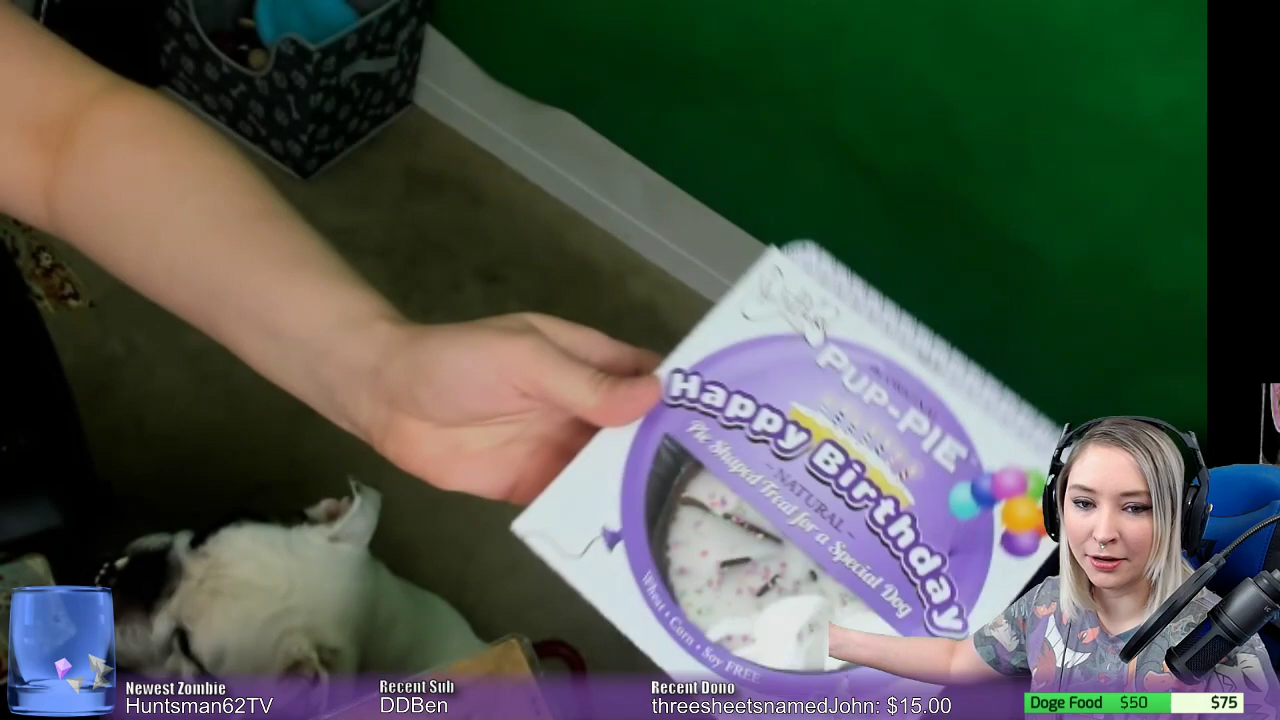 PUP-PIE
Happy Birthday
- NATURAL -
Pie Shaped Treat for a Special Dog
Wheat • Corn • Soy FREE
Newest Zombie
Huntsman62TV
Recent Sub
DDBsn
Recent Dono
threesheetsnamedJohn: $15.00
Doge Food $50 $75